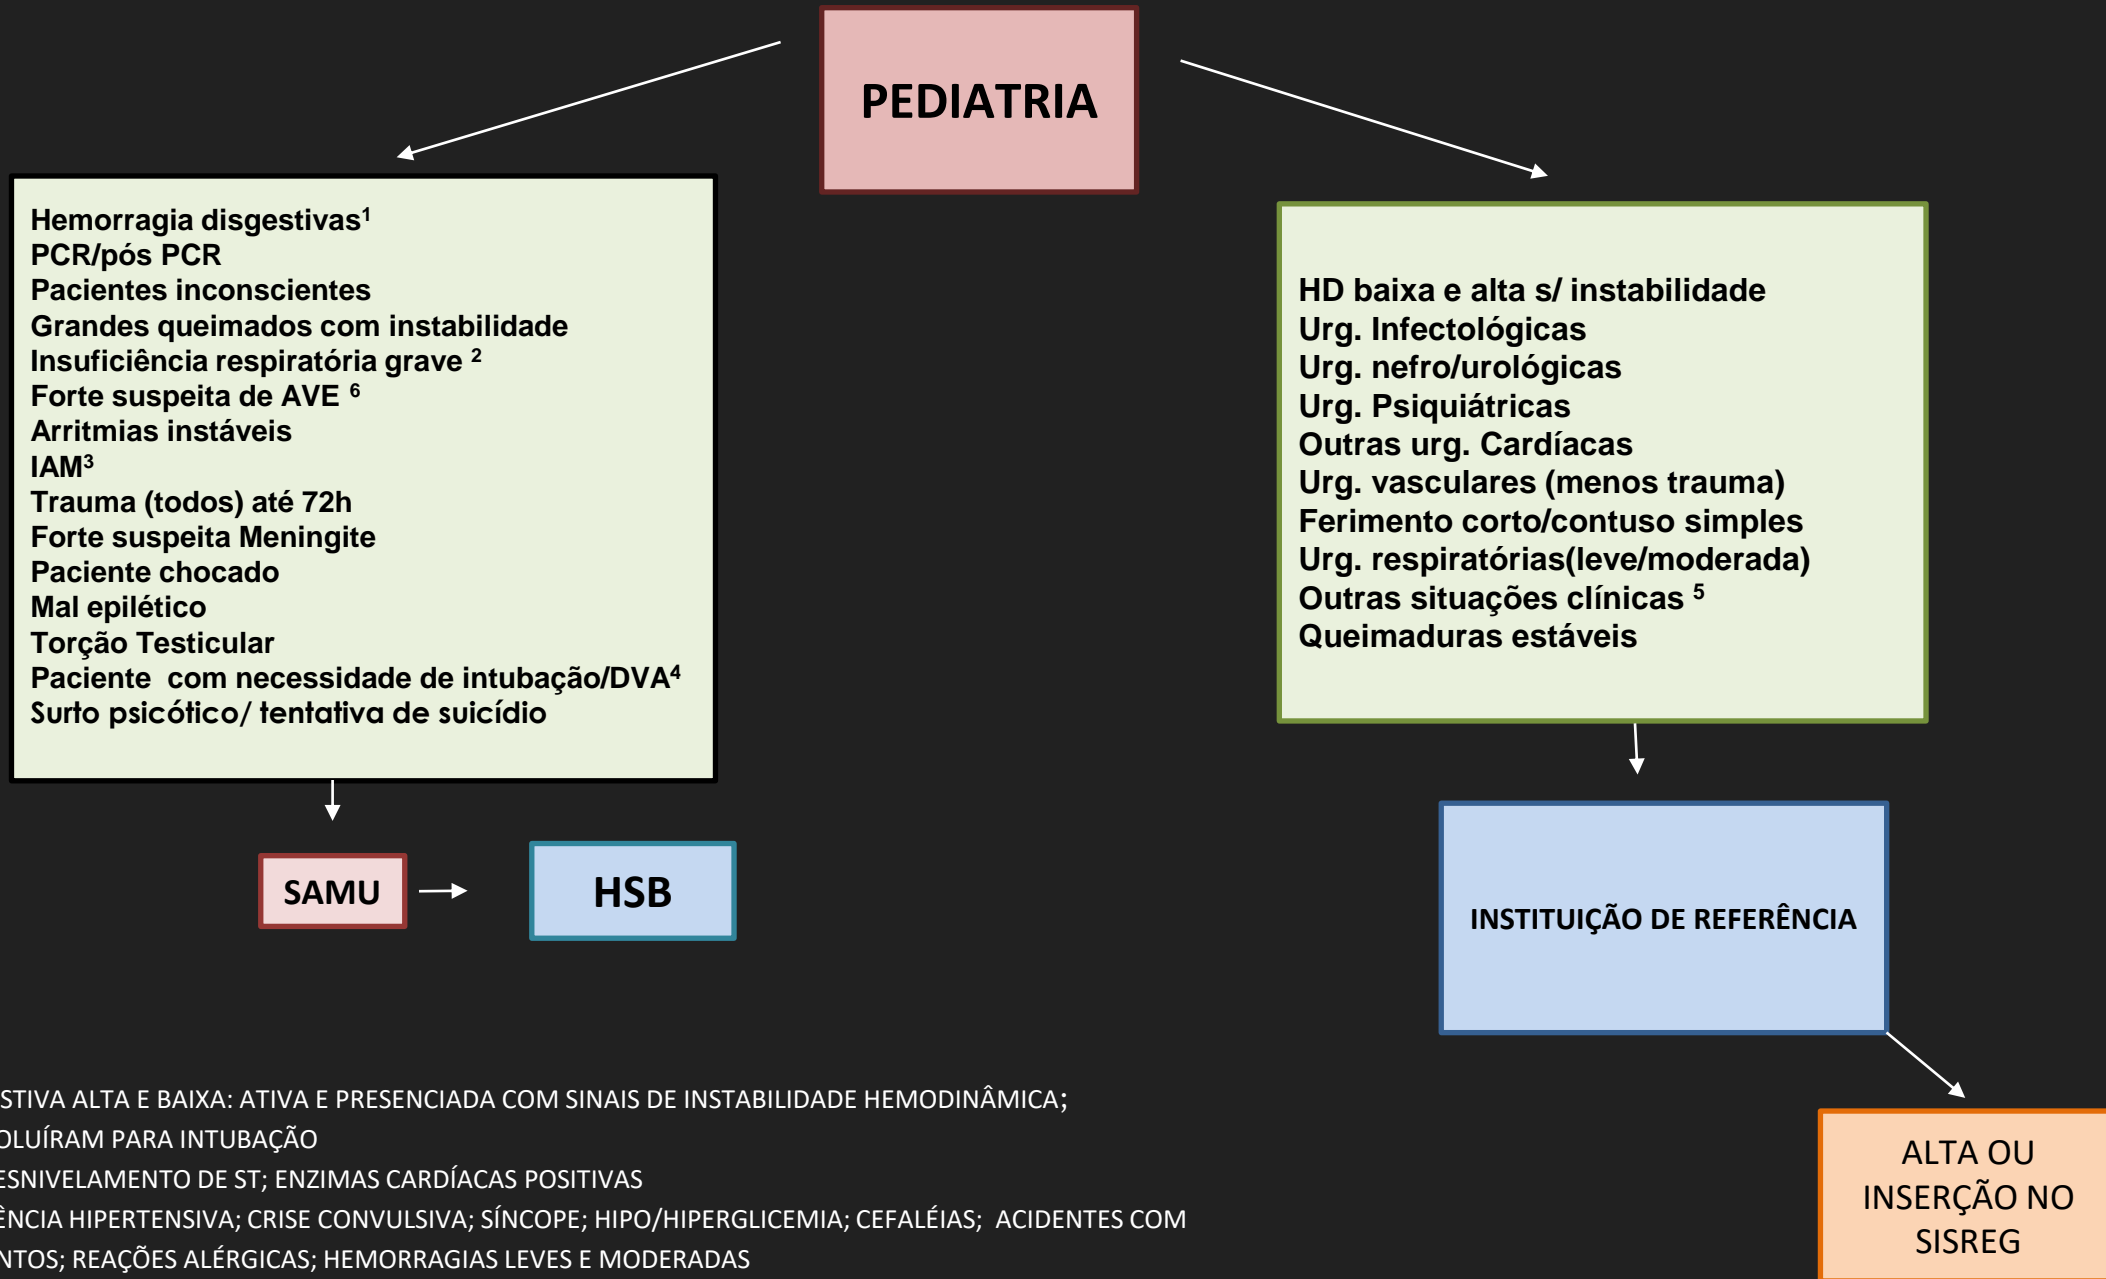 PEDIATRIA
Hemorragia disgestivas¹
PCR/pós PCR
Pacientes inconscientes
Grandes queimados com instabilidade
Insuficiência respiratória grave ²
Forte suspeita de AVE ⁶
Arritmias instáveis
IAM³
Trauma (todos) até 72h
Forte suspeita Meningite
Paciente chocado
Mal epilético
Torção Testicular
Paciente com necessidade de intubação/DVA⁴
Surto psicótico/ tentativa de suicídio
HD baixa e alta s/ instabilidade
Urg. Infectológicas
Urg. nefro/urológicas
Urg. Psiquiátricas
Outras urg. Cardíacas
Urg. vasculares (menos trauma)
Ferimento corto/contuso simples
Urg. respiratórias(leve/moderada)
Outras situações clínicas ⁵
Queimaduras estáveis
SAMU
HSB
INSTITUIÇÃO DE REFERÊNCIA
STIVA ALTA E BAIXA: ATIVA E PRESENCIADA COM SINAIS DE INSTABILIDADE HEMODINÂMICA;
OLUÍRAM PARA INTUBAÇÃO
ESNIVELAMENTO DE ST; ENZIMAS CARDÍACAS POSITIVAS
ÊNCIA HIPERTENSIVA; CRISE CONVULSIVA; SÍNCOPE; HIPO/HIPERGLICEMIA; CEFALÉIAS; ACIDENTES COM
NTOS; REAÇÕES ALÉRGICAS; HEMORRAGIAS LEVES E MODERADAS
ALTA OU
INSERÇÃO NO
SISREG